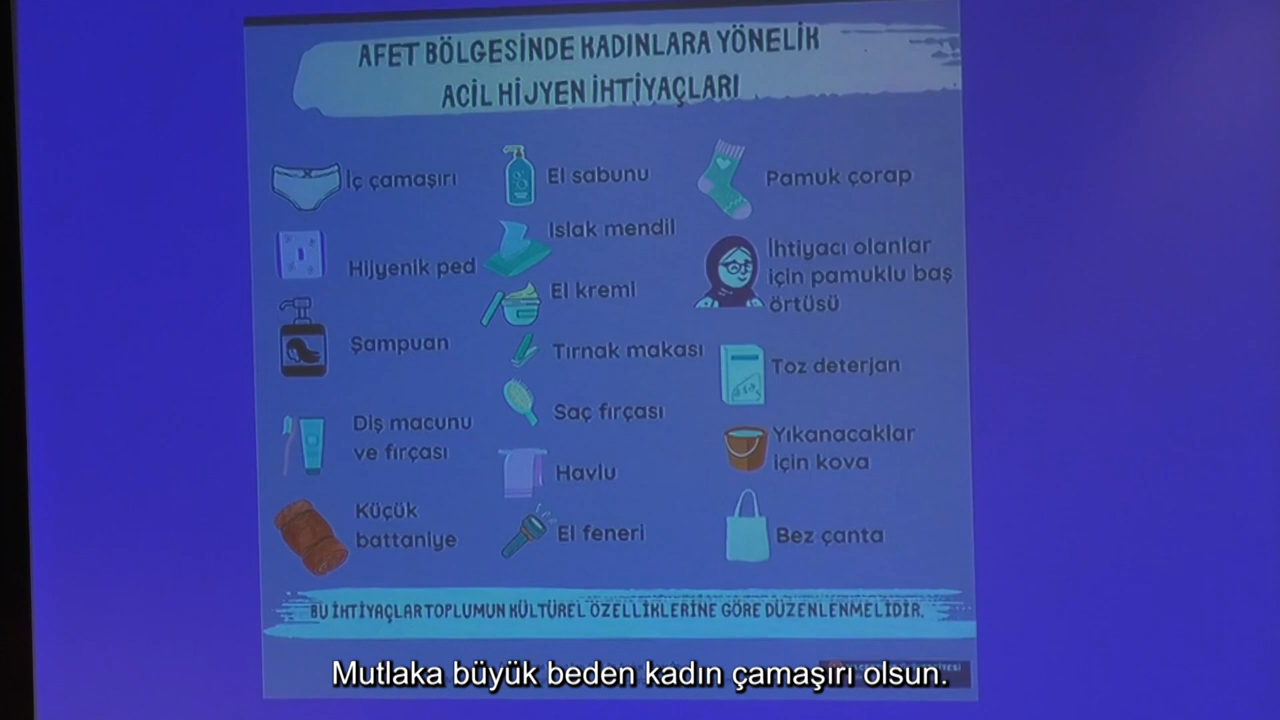 AFET BÖLGESİNDE KADINLARA YÖNELİK
ACİL HİJYEN İHTİYAÇLARI
İç çamaşırı
Hijyenik ped
Şampuan
Diş macunu
ve fırçası
Küçük
battaniye
El sabunu
Islak mendil
El kremi
Tırnak makası
Saç fırçası
Havlu
El feneri
Pamuk çorap
İhtiyacı olanlar
için pamuklu baş
örtüsü
Toz deterjan
Yıkanacaklar
için kova
Bez çanta
BU İHTİYAÇLAR TOPLUMUN KÜLTÜREL ÖZELLİKLERİNE GÖRE DÜZENLENMELİDİR.
Mutlaka büyük beden kadın çamaşırı olsun.